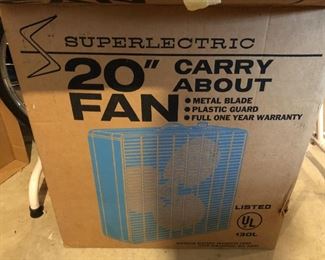 SUPERLECTRIC
20" FAN
CARRY ABOUT
• METAL BLADE
• PLASTIC GUARD
• FULL ONE YEAR WARRANTY
LISTED
UL
130L